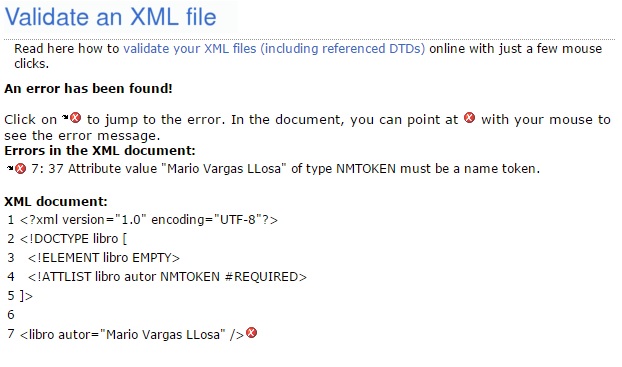 Validate an XML file
Read here how to validate your XML files (including referenced DTDs) online with just a few mouse
clicks.
An error has been found!
Click on to jump to the error. In the document, you can point at with your mouse to
see the error message.
Errors in the XML document:
7: 37 Attribute value "Mario Vargas LLosa" of type NMTOKEN must be a name token.
XML document:
1 <?xml version="1.0" encoding="UTF-8"?>
2 <!DOCTYPE libro [
3 <!ELEMENT libro EMPTY>
4 <!ATTLIST libro autor NMTOKEN #REQUIRED>
5 ]>
6
7 <libro autor="Mario Vargas LLosa" />